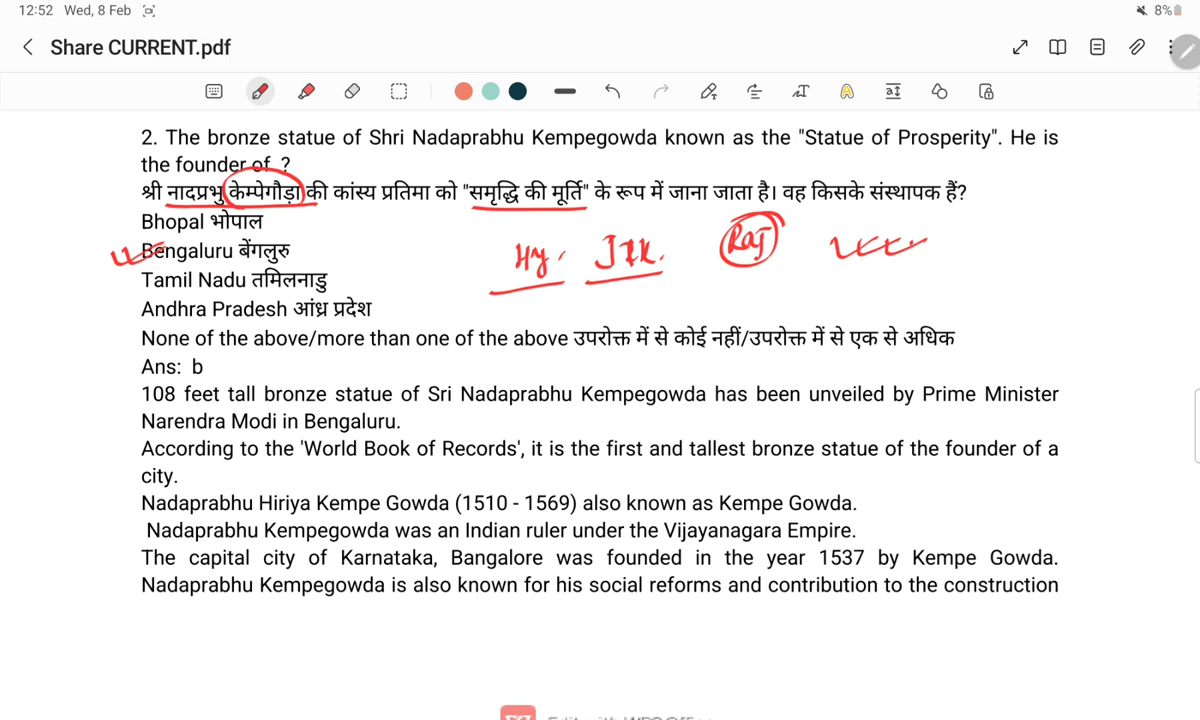 12:52 Wed, 8 Feb
8%
Share CURRENT.pdf
2. The bronze statue of Shri Nadaprabhu Kempegowda known as the "Statue of Prosperity". He is
the founder of ?
श्री नादप्रभु केम्पेगौड़ा की कांस्य प्रतिमा को "समृद्धि की मूर्ति" के रूप में जाना जाता है। वह किसके संस्थापक हैं?
Bhopal भोपाल
Bengaluru बेंगलुरु
Hy. JZK. Raj
Tamil Nadu तमिलनाडु
Andhra Pradesh आंध्र प्रदेश
None of the above/more than one of the above उपरोक्त में से कोई नहीं/उपरोक्त में से एक से अधिक
Ans: b
108 feet tall bronze statue of Sri Nadaprabhu Kempegowda has been unveiled by Prime Minister
Narendra Modi in Bengaluru.
According to the 'World Book of Records', it is the first and tallest bronze statue of the founder of a
city.
Nadaprabhu Hiriya Kempe Gowda (1510 - 1569) also known as Kempe Gowda.
Nadaprabhu Kempegowda was an Indian ruler under the Vijayanagara Empire.
The capital city of Karnataka, Bangalore was founded in the year 1537 by Kempe Gowda.
Nadaprabhu Kempegowda is also known for his social reforms and contribution to the construction